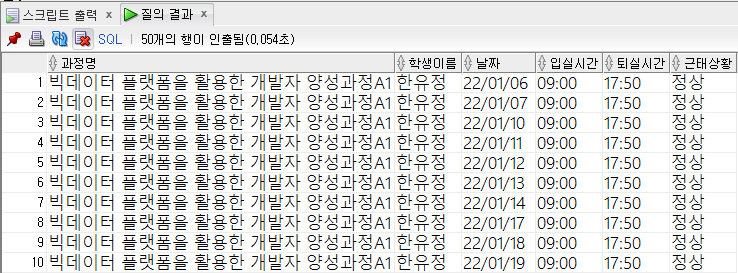 스크립트 출력 x 질의 결과 x
SQL | 50개의 행이 인출됨(0,054초)
과정명 학생이름 날짜 입실시간 퇴실시간 근태상황
1 빅데이터 플랫폼을 활용한 개발자 양성과정A1 한유정 22/01/06 09:00 17:50 정상
2 빅데이터 플랫폼을 활용한 개발자 양성과정A1 한유정 22/01/07 09:00 17:50 정상
3 빅데이터 플랫폼을 활용한 개발자 양성과정A1 한유정 22/01/10 09:00 17:50 정상
4 빅데이터 플랫폼을 활용한 개발자 양성과정A1 한유정 22/01/11 09:00 17:50 정상
5 빅데이터 플랫폼을 활용한 개발자 양성과정A1 한유정 22/01/12 09:00 17:50 정상
6 빅데이터 플랫폼을 활용한 개발자 양성과정A1 한유정 22/01/13 09:00 17:50 정상
7 빅데이터 플랫폼을 활용한 개발자 양성과정A1 한유정 22/01/14 09:00 17:50 정상
8 빅데이터 플랫폼을 활용한 개발자 양성과정A1 한유정 22/01/17 09:00 17:50 정상
9 빅데이터 플랫폼을 활용한 개발자 양성과정A1 한유정 22/01/18 09:00 17:50 정상
10 빅데이터 플랫폼을 활용한 개발자 양성과정A1 한유정 22/01/19 09:00 17:50 정상